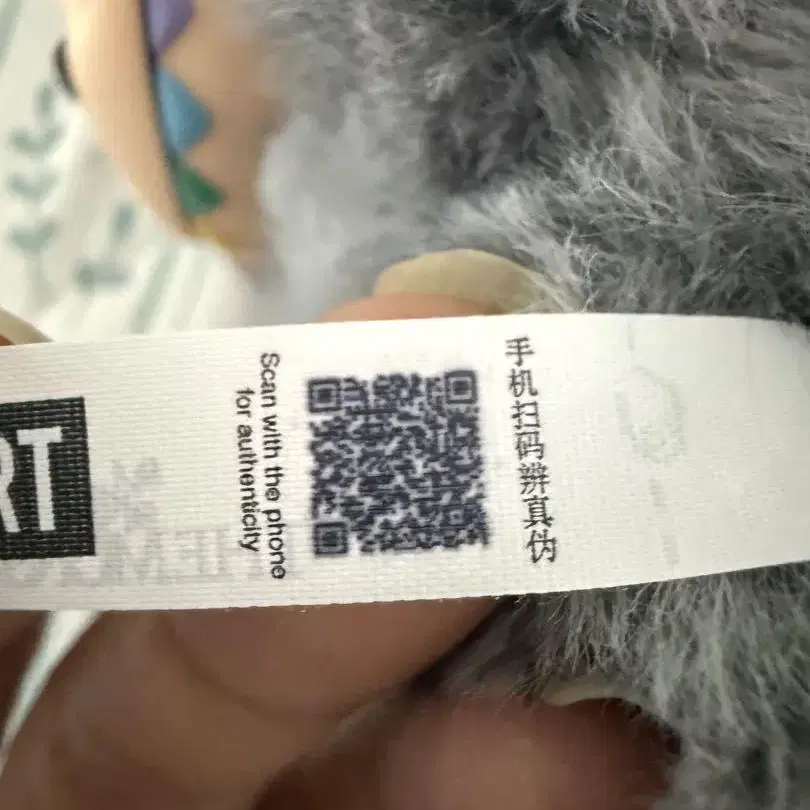 RT
Scan with the phone
for authenticity
手机扫码辨真伪